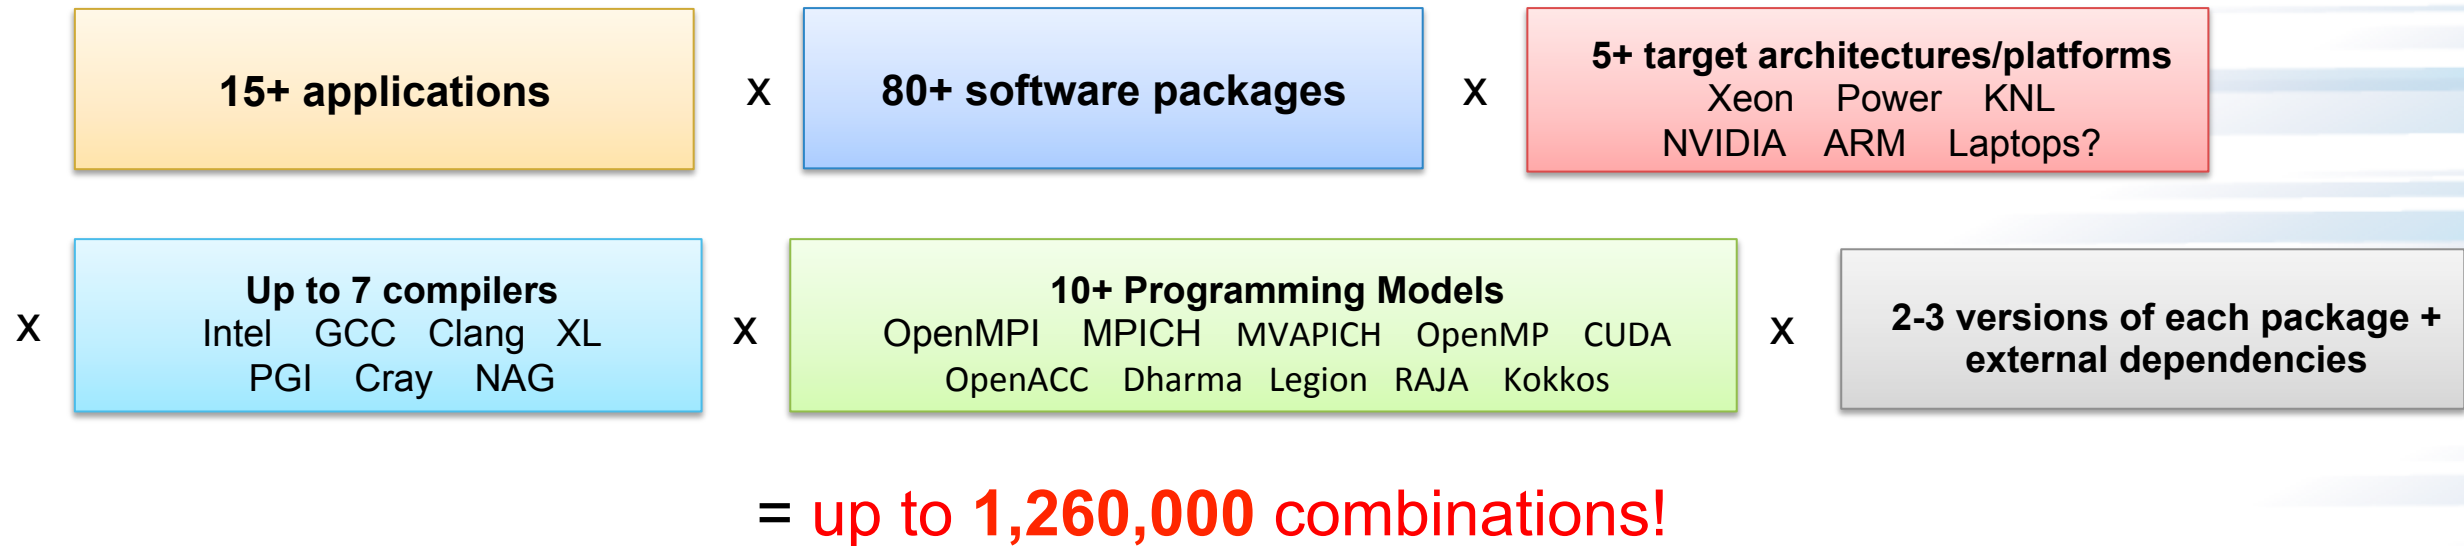 15+ applications
x
80+ software packages
x
5+ target architectures/platforms
Xeon Power KNL
NVIDIA ARM Laptops?
x
Up to 7 compilers
Intel GCC Clang XL
PGI Cray NAG
x
10+ Programming Models
OpenMPI MPICH MVAPICH OpenMP CUDA
OpenACC Dharma Legion RAJA Kokkos
x
2-3 versions of each package +
external dependencies
= up to 1,260,000 combinations!